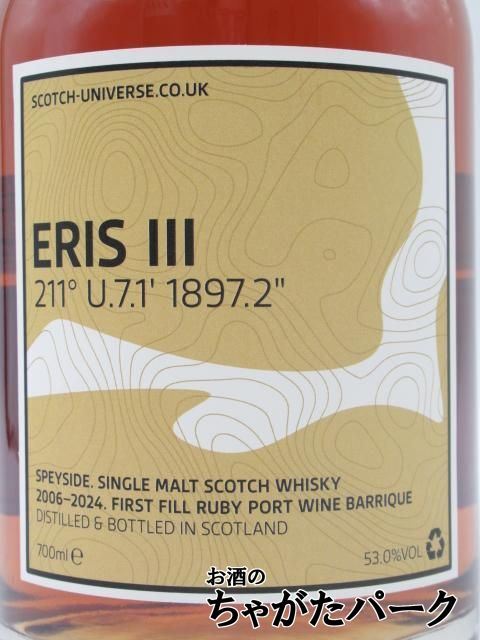 SCOTCH-UNIVERSE.CO.UK
ERIS III
211° U.7.1' 1897.2"
SPEYSIDE. SINGLE MALT SCOTCH WHISKY
2006–2024. FIRST FILL RUBY PORT WINE BARRIQUE
DISTILLED & BOTTLED IN SCOTLAND
700ml ℮ 53.0%VOL
お酒の
ちゃがたパーク